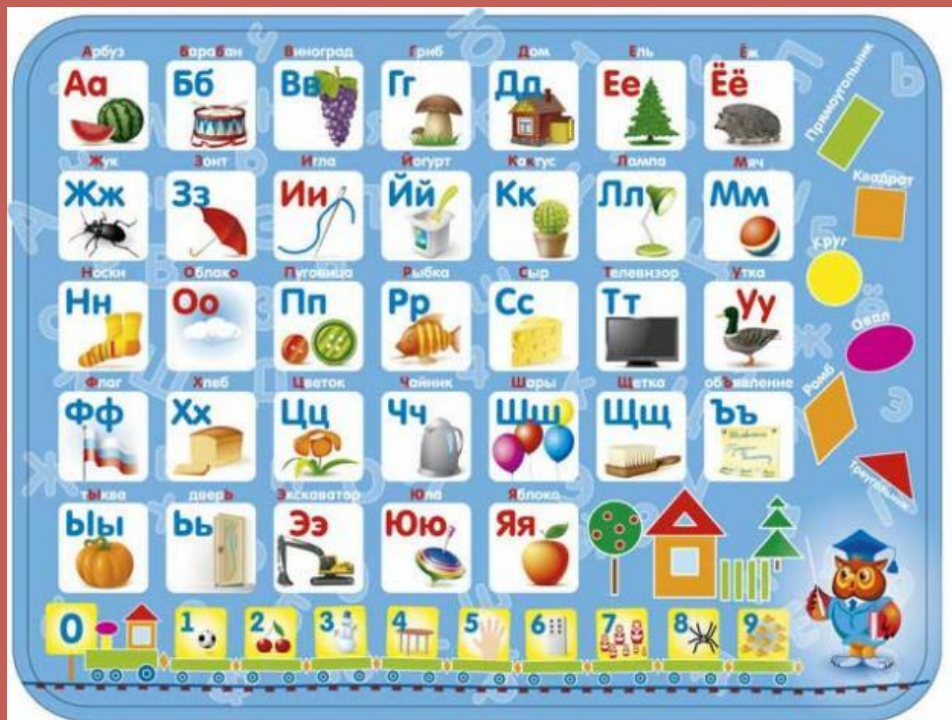 Арбуз Барабан Виноград Гриб Дом Ель Ёж
Аа Бб Вв Гг Дд Ее Ёё
Прямоугольник
Жук Зонт Игла Йогурт Кактус Лампа Мяч
Жж Зз Ии Йй Кк Лл Мм
Квадрат
Круг
Носки Облако Пуговица Рыбка Сыр Телевизор Утка
Нн Оо Пп Рр Сс Тт Уу
Овал
Флаг Хлеб Цветок Чайник Шары Щетка объявление
Фф Хх Цц Чч Шш Щщ Ъъ
Ромб
Треугольник
тЫква дверЬ Экскаватор Юла Яблоко
Ыы Ьь Ээ Юю Яя
0 1 2 3 4 5 6 7 8 9